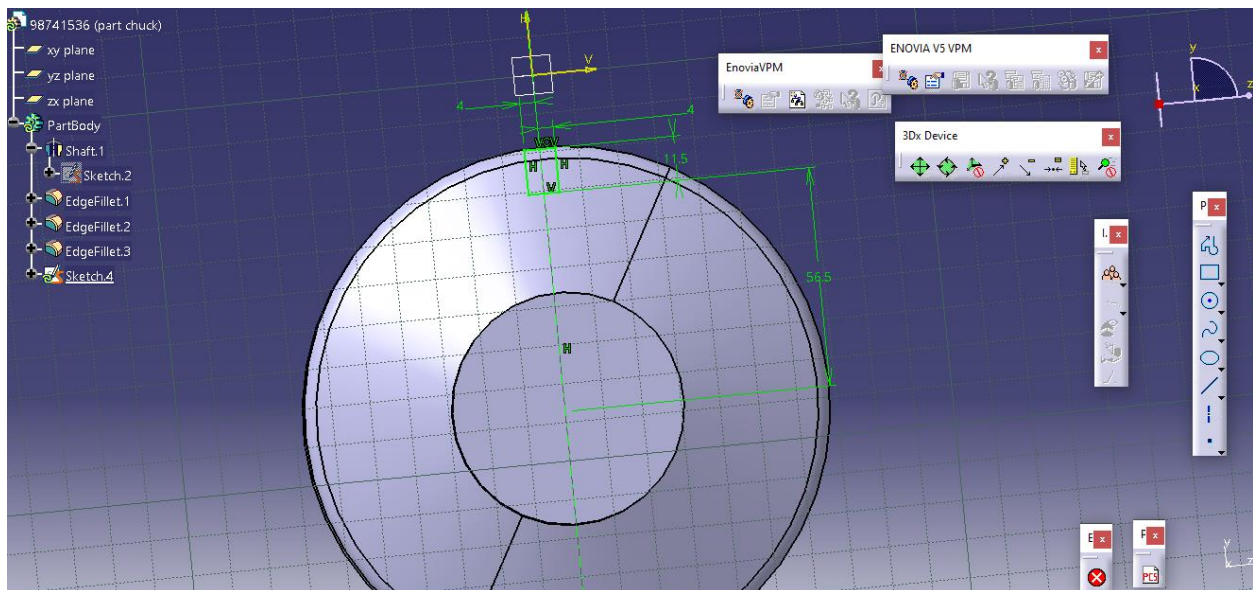 98741536 (part chuck)
xy plane
yz plane
zx plane
PartBody
Shaft.1
Sketch.2
EdgeFillet.1
EdgeFillet.2
EdgeFillet.3
Sketch.4
H
V
4
4
V
H
H
V
11.5
56.5
H
EnoviaVPM
x
ENOVIA V5 VPM
x
3Dx Device
x
y
x
z
I.
x
P
x
E
x
P
x
PCS
y
z